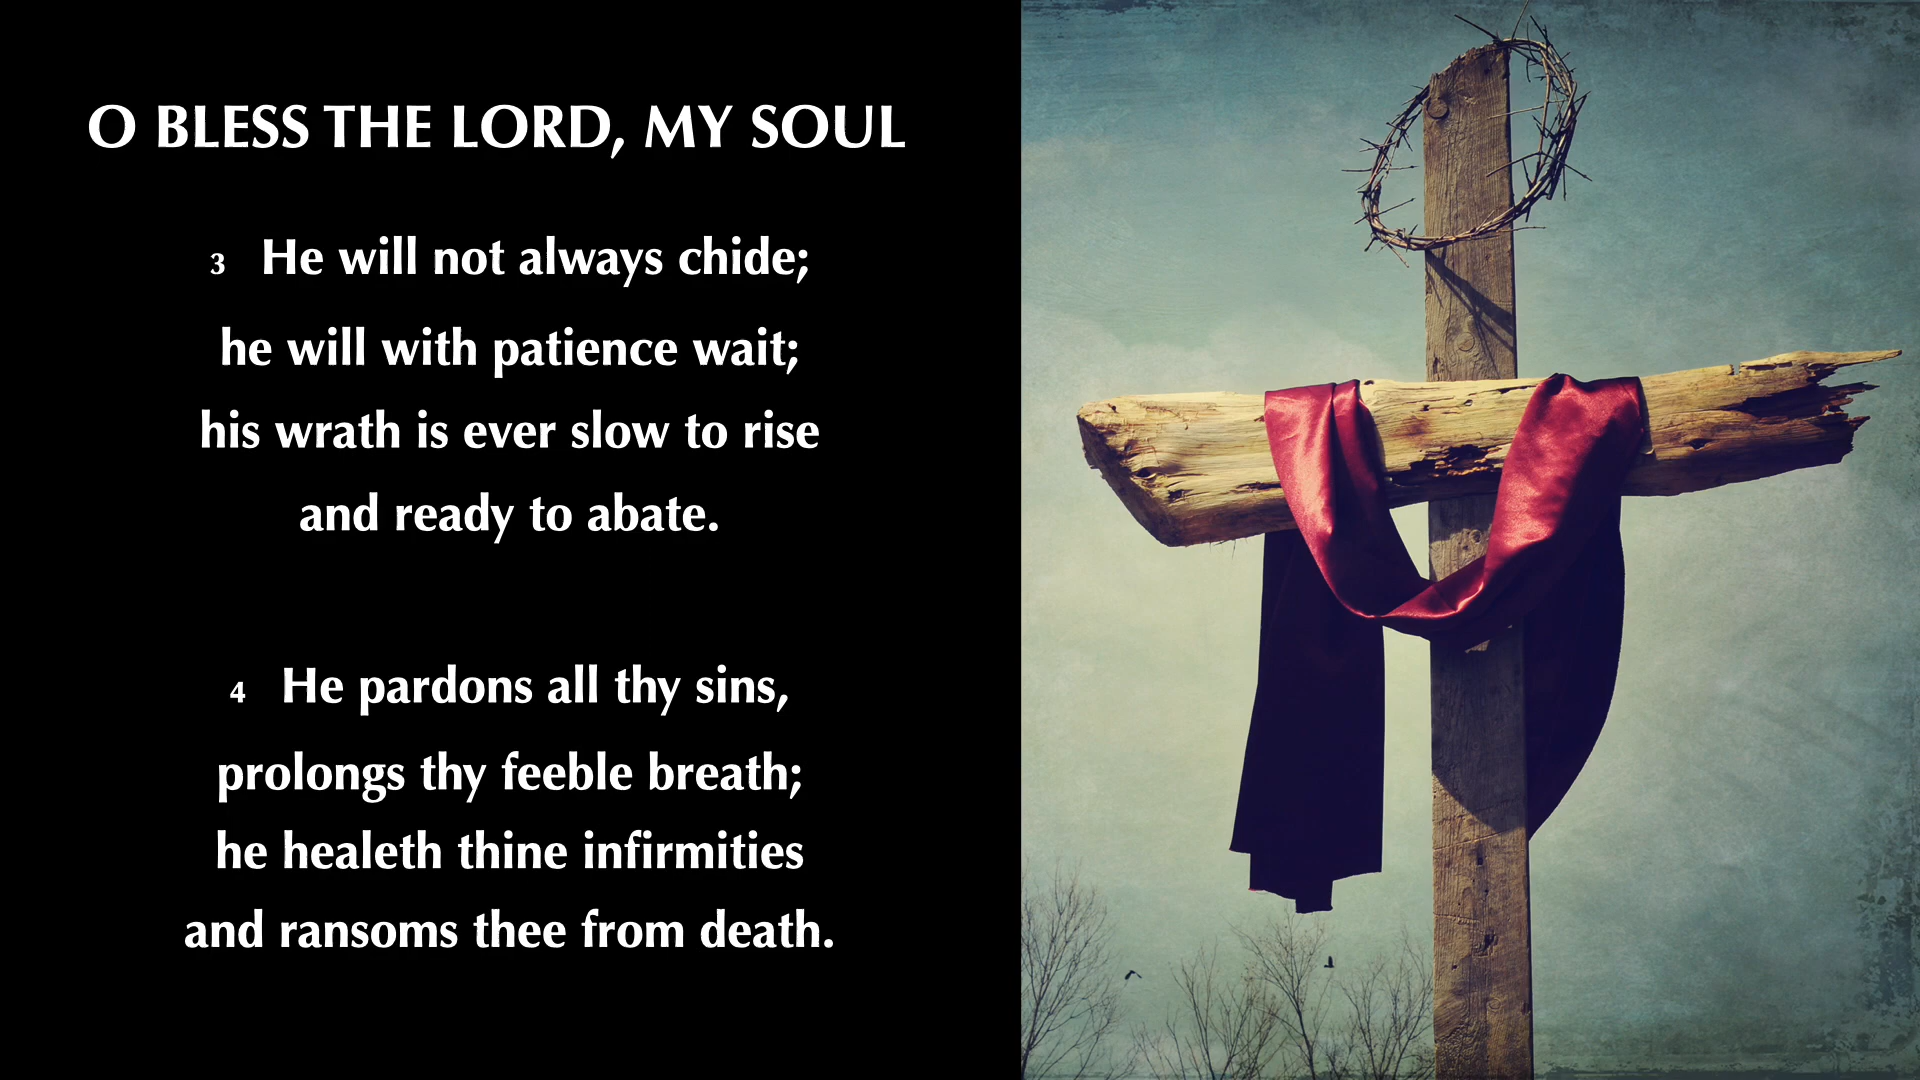 O BLESS THE LORD, MY SOUL
3 He will not always chide;
he will with patience wait;
his wrath is ever slow to rise
and ready to abate.
4 He pardons all thy sins,
prolongs thy feeble breath;
he healeth thine infirmities
and ransoms thee from death.